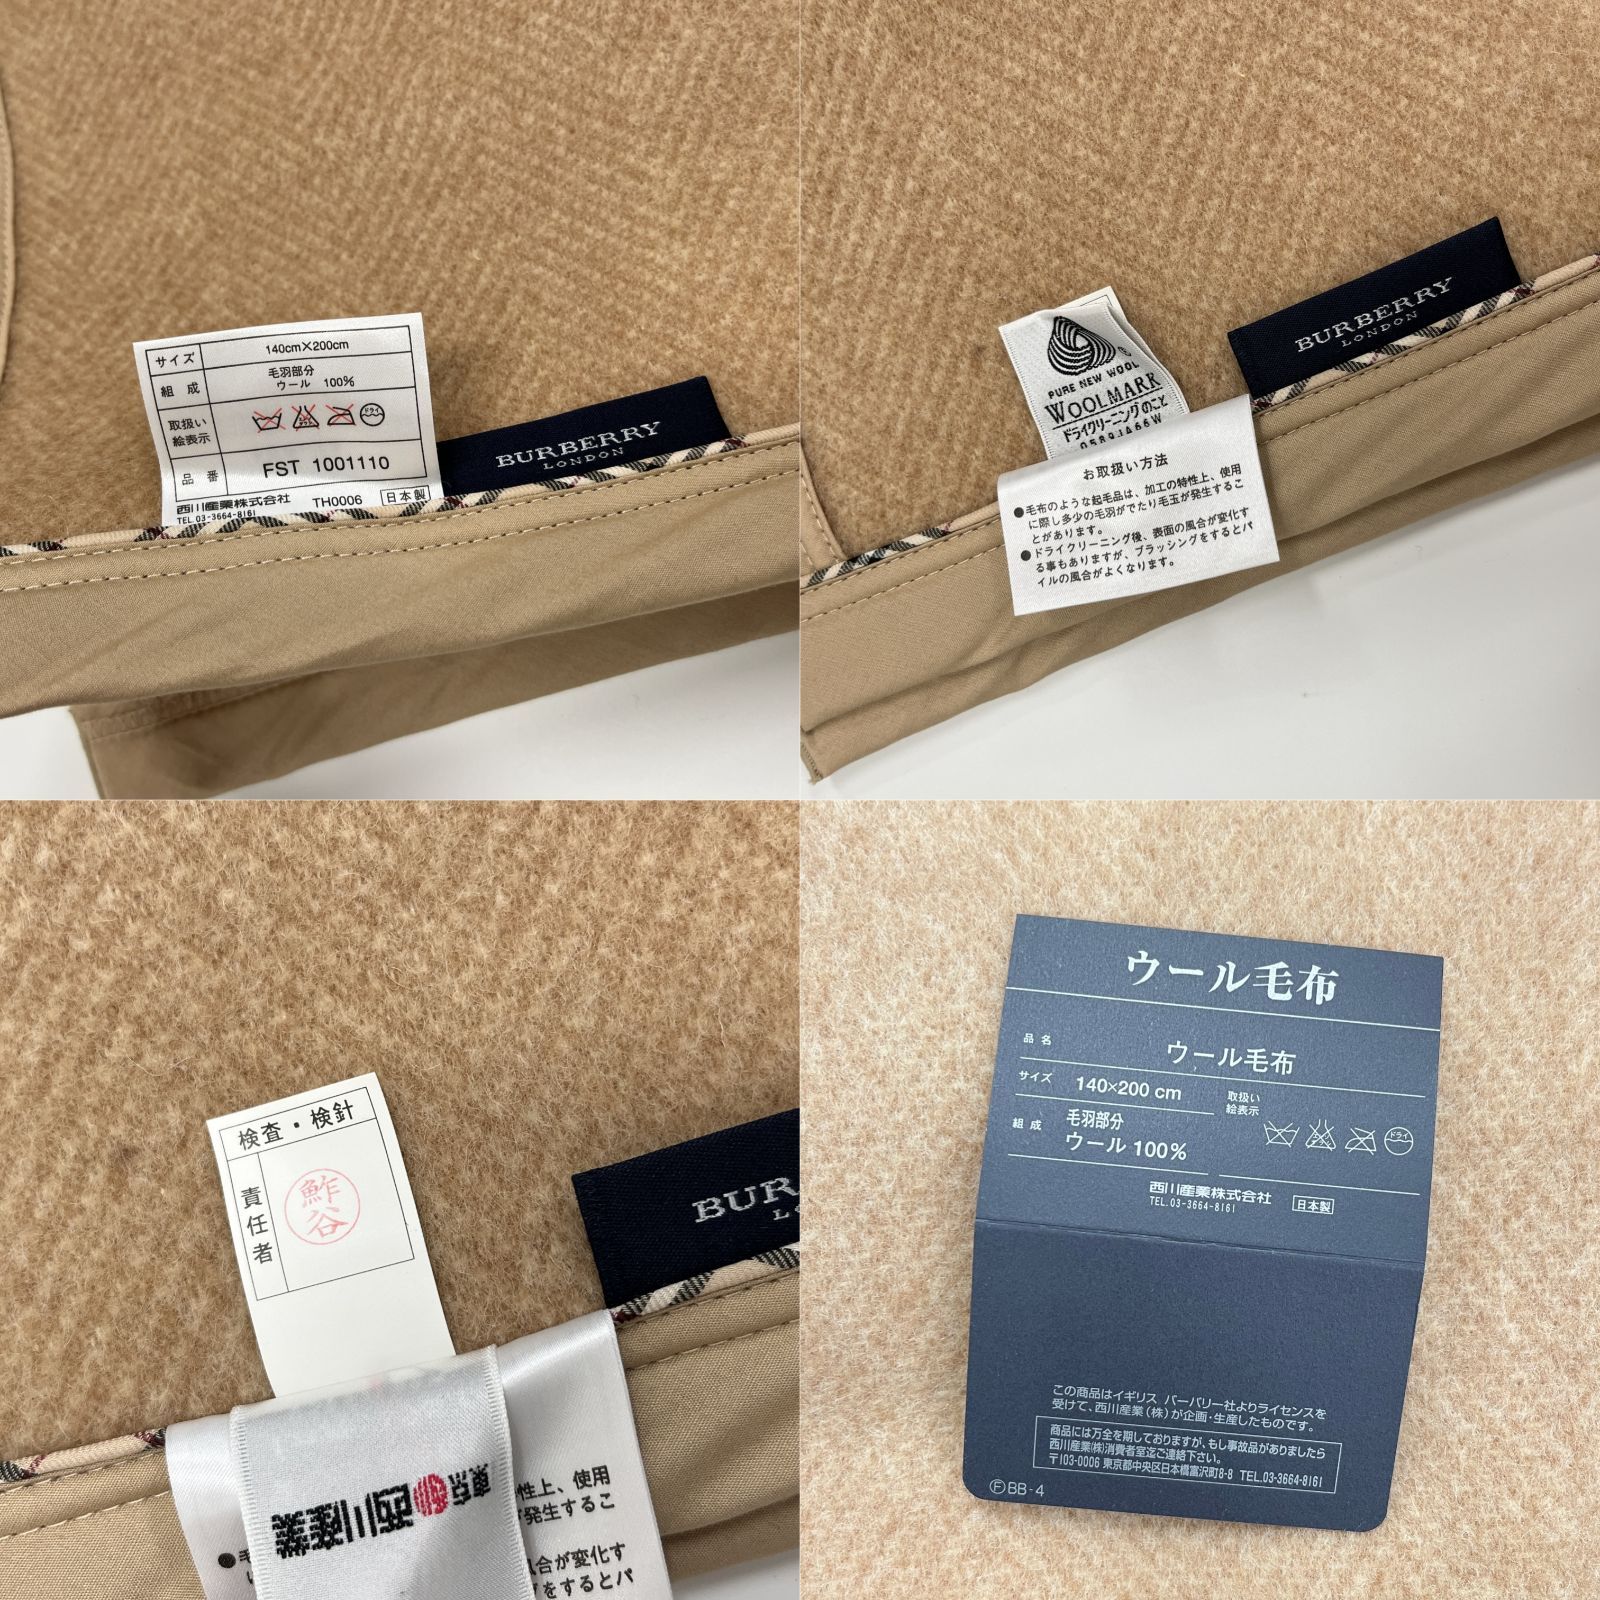 サイズ 140cm×200cm
組成 毛羽部分
ウール 100%
取扱い
絵表示
ドライ
品番 FST 1001110
西川産業株式会社 TH0006 日本製
TEL.03-3664-8161
BURBERRY
LONDON
PURE NEW WOOL
WOOLMARK
ドライクリーニングのこと
0589JA66W
BURBERRY
LONDON
お取扱い方法
●毛布のような起毛品は、加工の特性上、使用
に際し多少の毛羽がでたり毛玉が発生するこ
とがあります。
●ドライクリーニング後、表面の風合が変化す
る事もありますが、ブラッシングをするとパ
イルの風合がよくなります。
検査・検針
責任者
鮓谷
BUR
L
東京西川産業
性上、使用
発生するこ
●毛
風合が変化す
をするとパ
ウール毛布
品名 ウール毛布
サイズ 140×200 cm
取扱い
絵表示
組成 毛羽部分
ウール 100%
ドライ
西川産業株式会社 日本製
TEL.03-3664-8161
この商品はイギリス バーバリー社よりライセンスを
受けて、西川産業(株)が企画・生産したものです。
商品には万全を期しておりますが、もし事故品がありましたら
西川産業(株)消費者室迄ご連絡下さい。
〒103-0006 東京都中央区日本橋富沢町8-8 TEL.03-3664-8161
ⒻBB-4